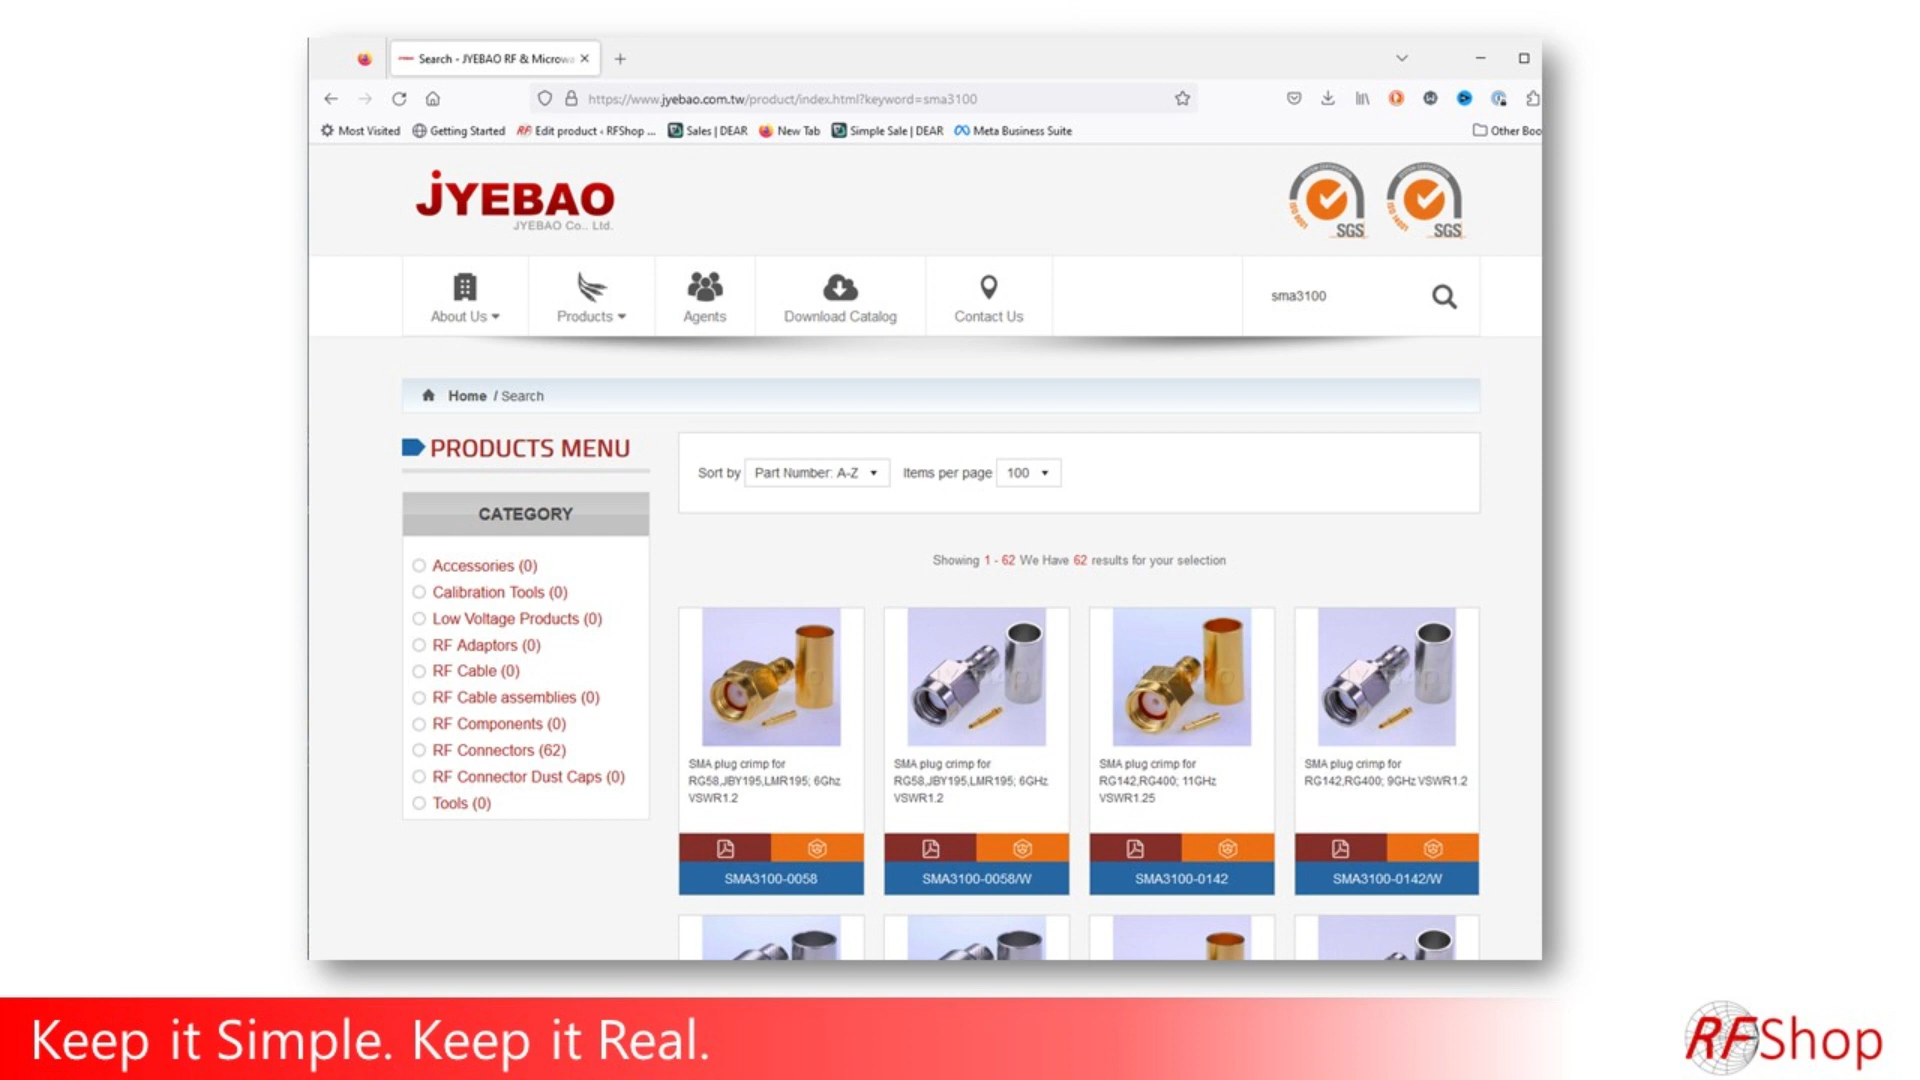 Search - JYEBAO RF & Microwa
https://www.jyebao.com.tw/product/index.html?keyword=sma3100
Most Visited Getting Started Edit product ‹ RFShop ... Sales | DEAR New Tab Simple Sale | DEAR Meta Business Suite Other Boo
JYEBAO
JYEBAO Co., Ltd.
SGS SGS
About Us Products Agents Download Catalog Contact Us
sma3100
Home / Search
PRODUCTS MENU
Sort by Part Number: A-Z Items per page 100
CATEGORY
Showing 1 - 62 We Have 62 results for your selection
Accessories (0)
Calibration Tools (0)
Low Voltage Products (0)
RF Adaptors (0)
RF Cable (0)
RF Cable assemblies (0)
RF Components (0)
RF Connectors (62)
RF Connector Dust Caps (0)
Tools (0)
SMA plug crimp for
RG58,JBY195,LMR195; 6Ghz
VSWR1.2
SMA3100-0058
SMA plug crimp for
RG58,JBY195,LMR195; 6GHz
VSWR1.2
SMA3100-0058/W
SMA plug crimp for
RG142,RG400; 11GHz
VSWR1.25
SMA3100-0142
SMA plug crimp for
RG142,RG400; 9GHz VSWR1.2
SMA3100-0142/W
Keep it Simple. Keep it Real.
RFShop